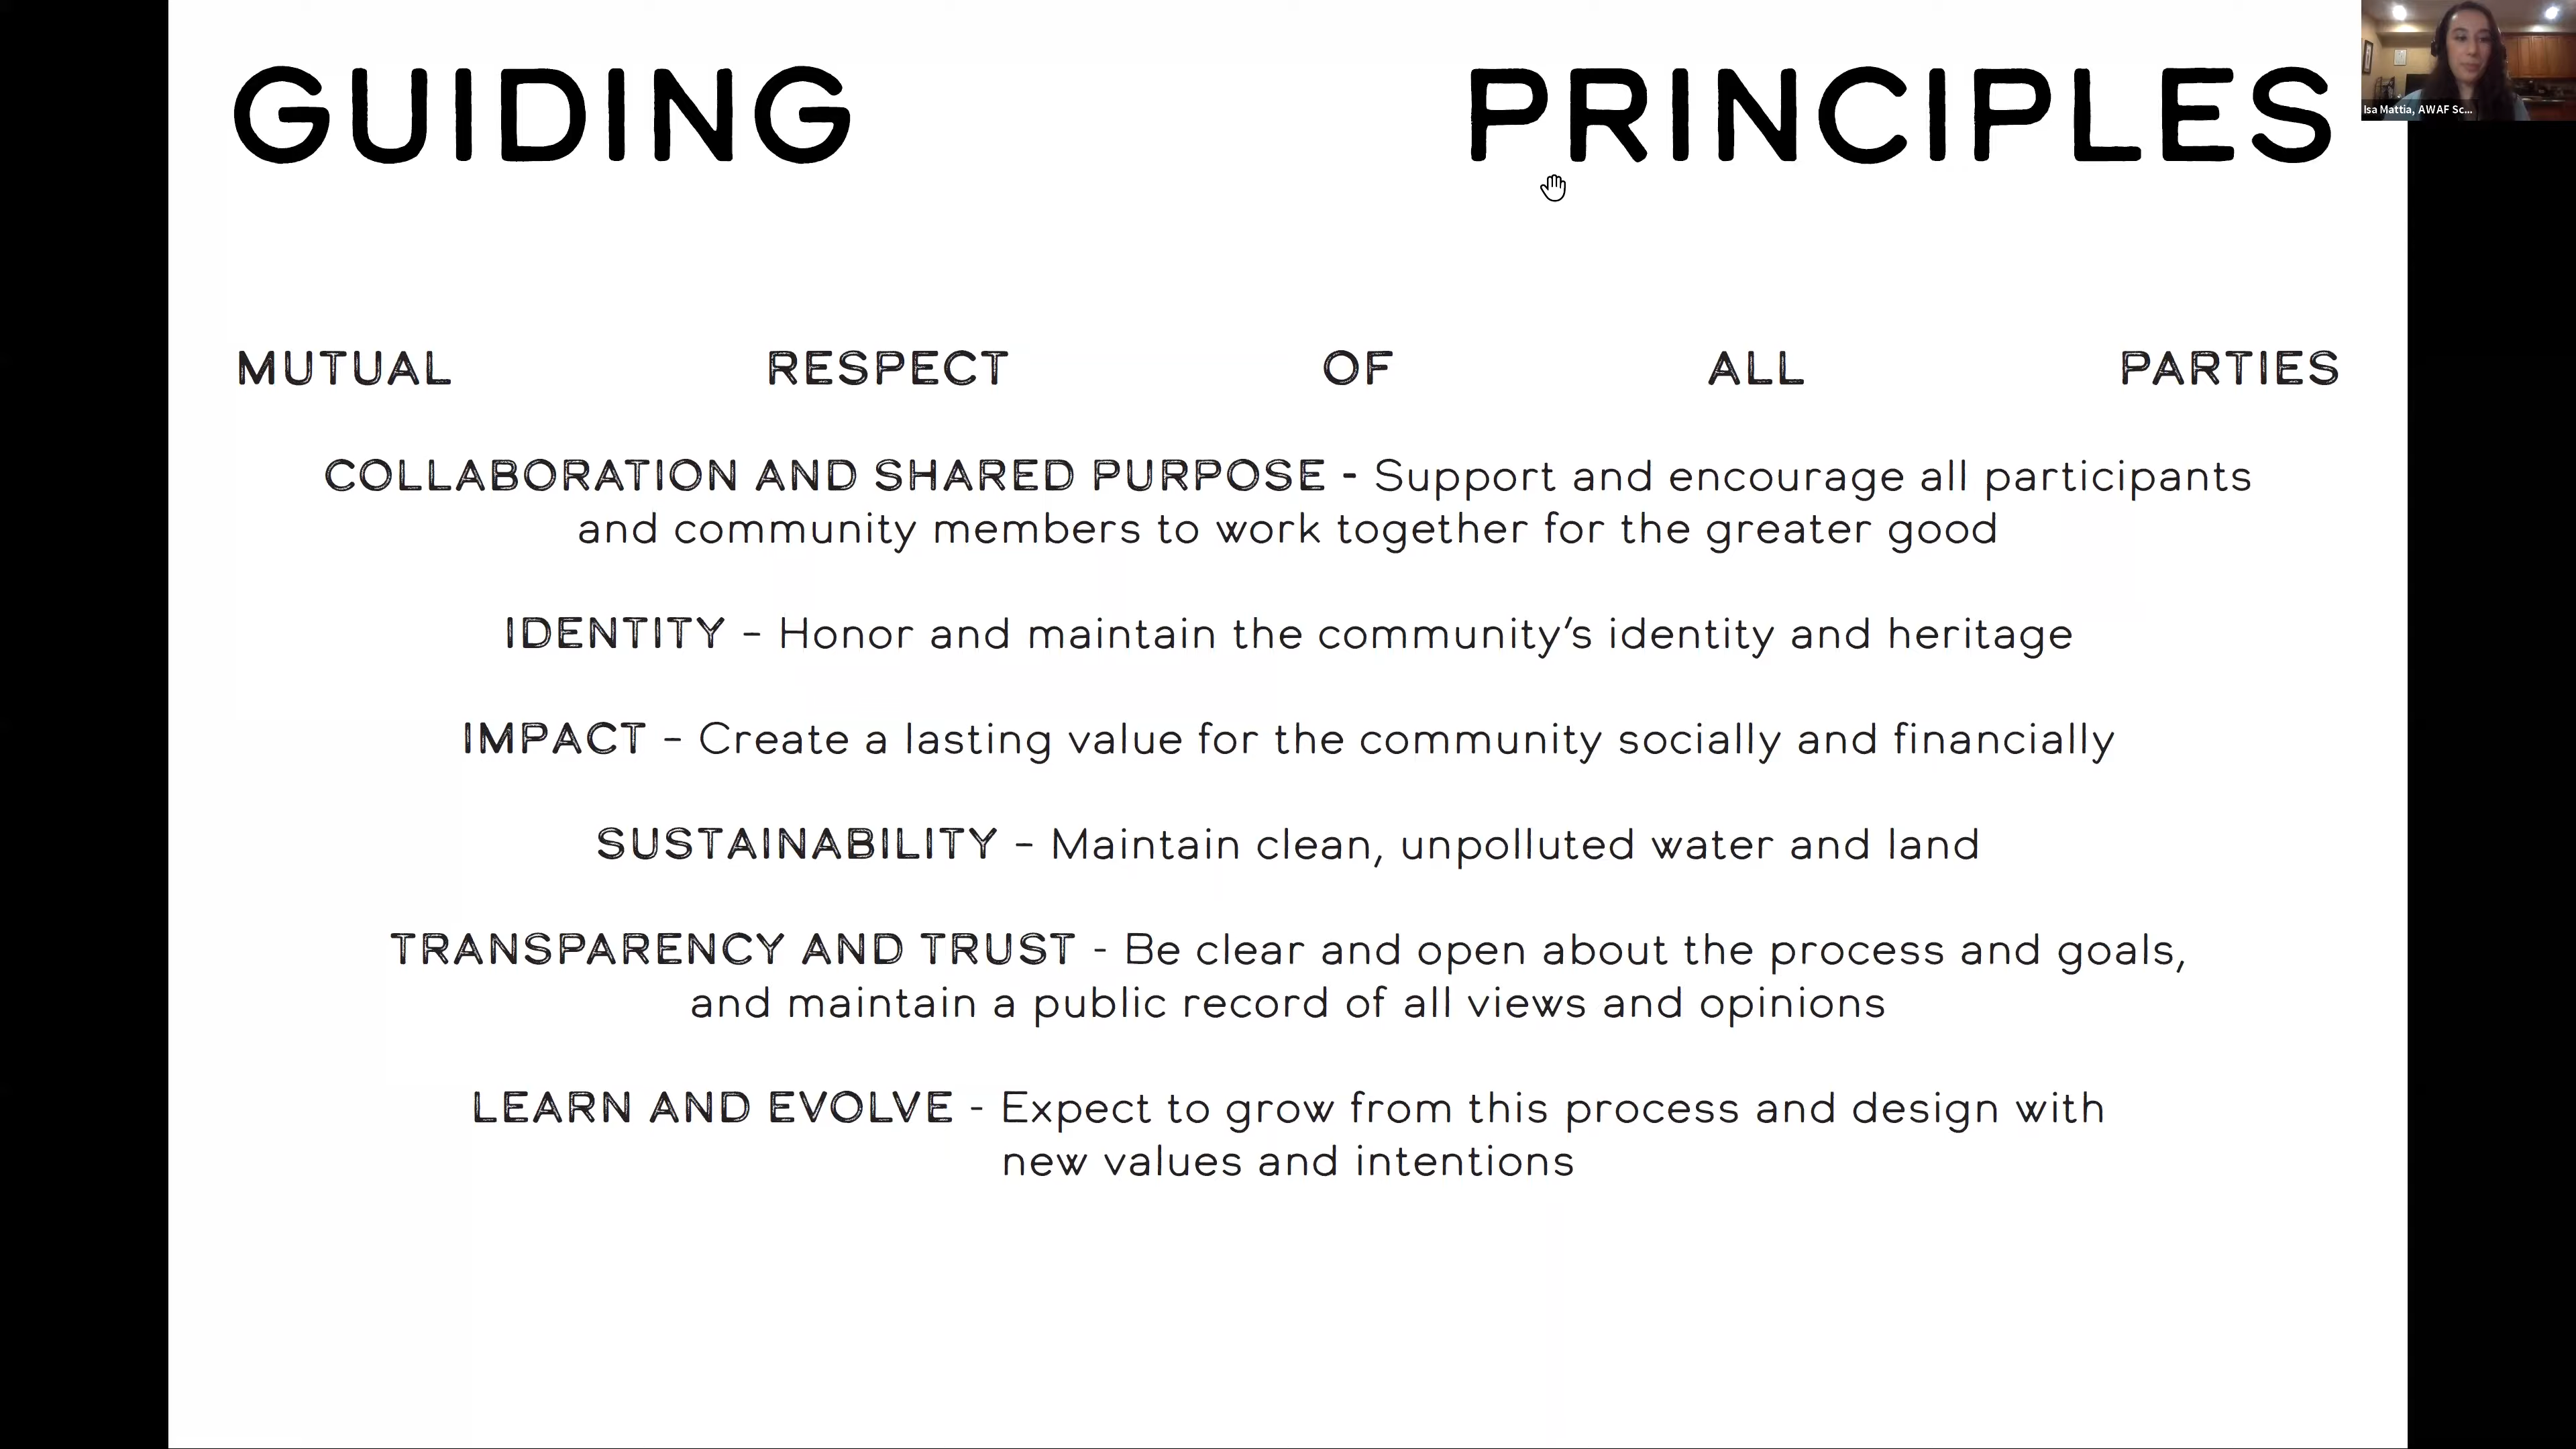 GUIDING PRINCIPLES
Isa Mattia, AWAF Sc...
MUTUAL RESPECT OF ALL PARTIES
COLLABORATION AND SHARED PURPOSE - Support and encourage all participants
and community members to work together for the greater good
IDENTITY – Honor and maintain the community’s identity and heritage
IMPACT – Create a lasting value for the community socially and financially
SUSTAINABILITY – Maintain clean, unpolluted water and land
TRANSPARENCY AND TRUST - Be clear and open about the process and goals,
and maintain a public record of all views and opinions
LEARN AND EVOLVE - Expect to grow from this process and design with
new values and intentions